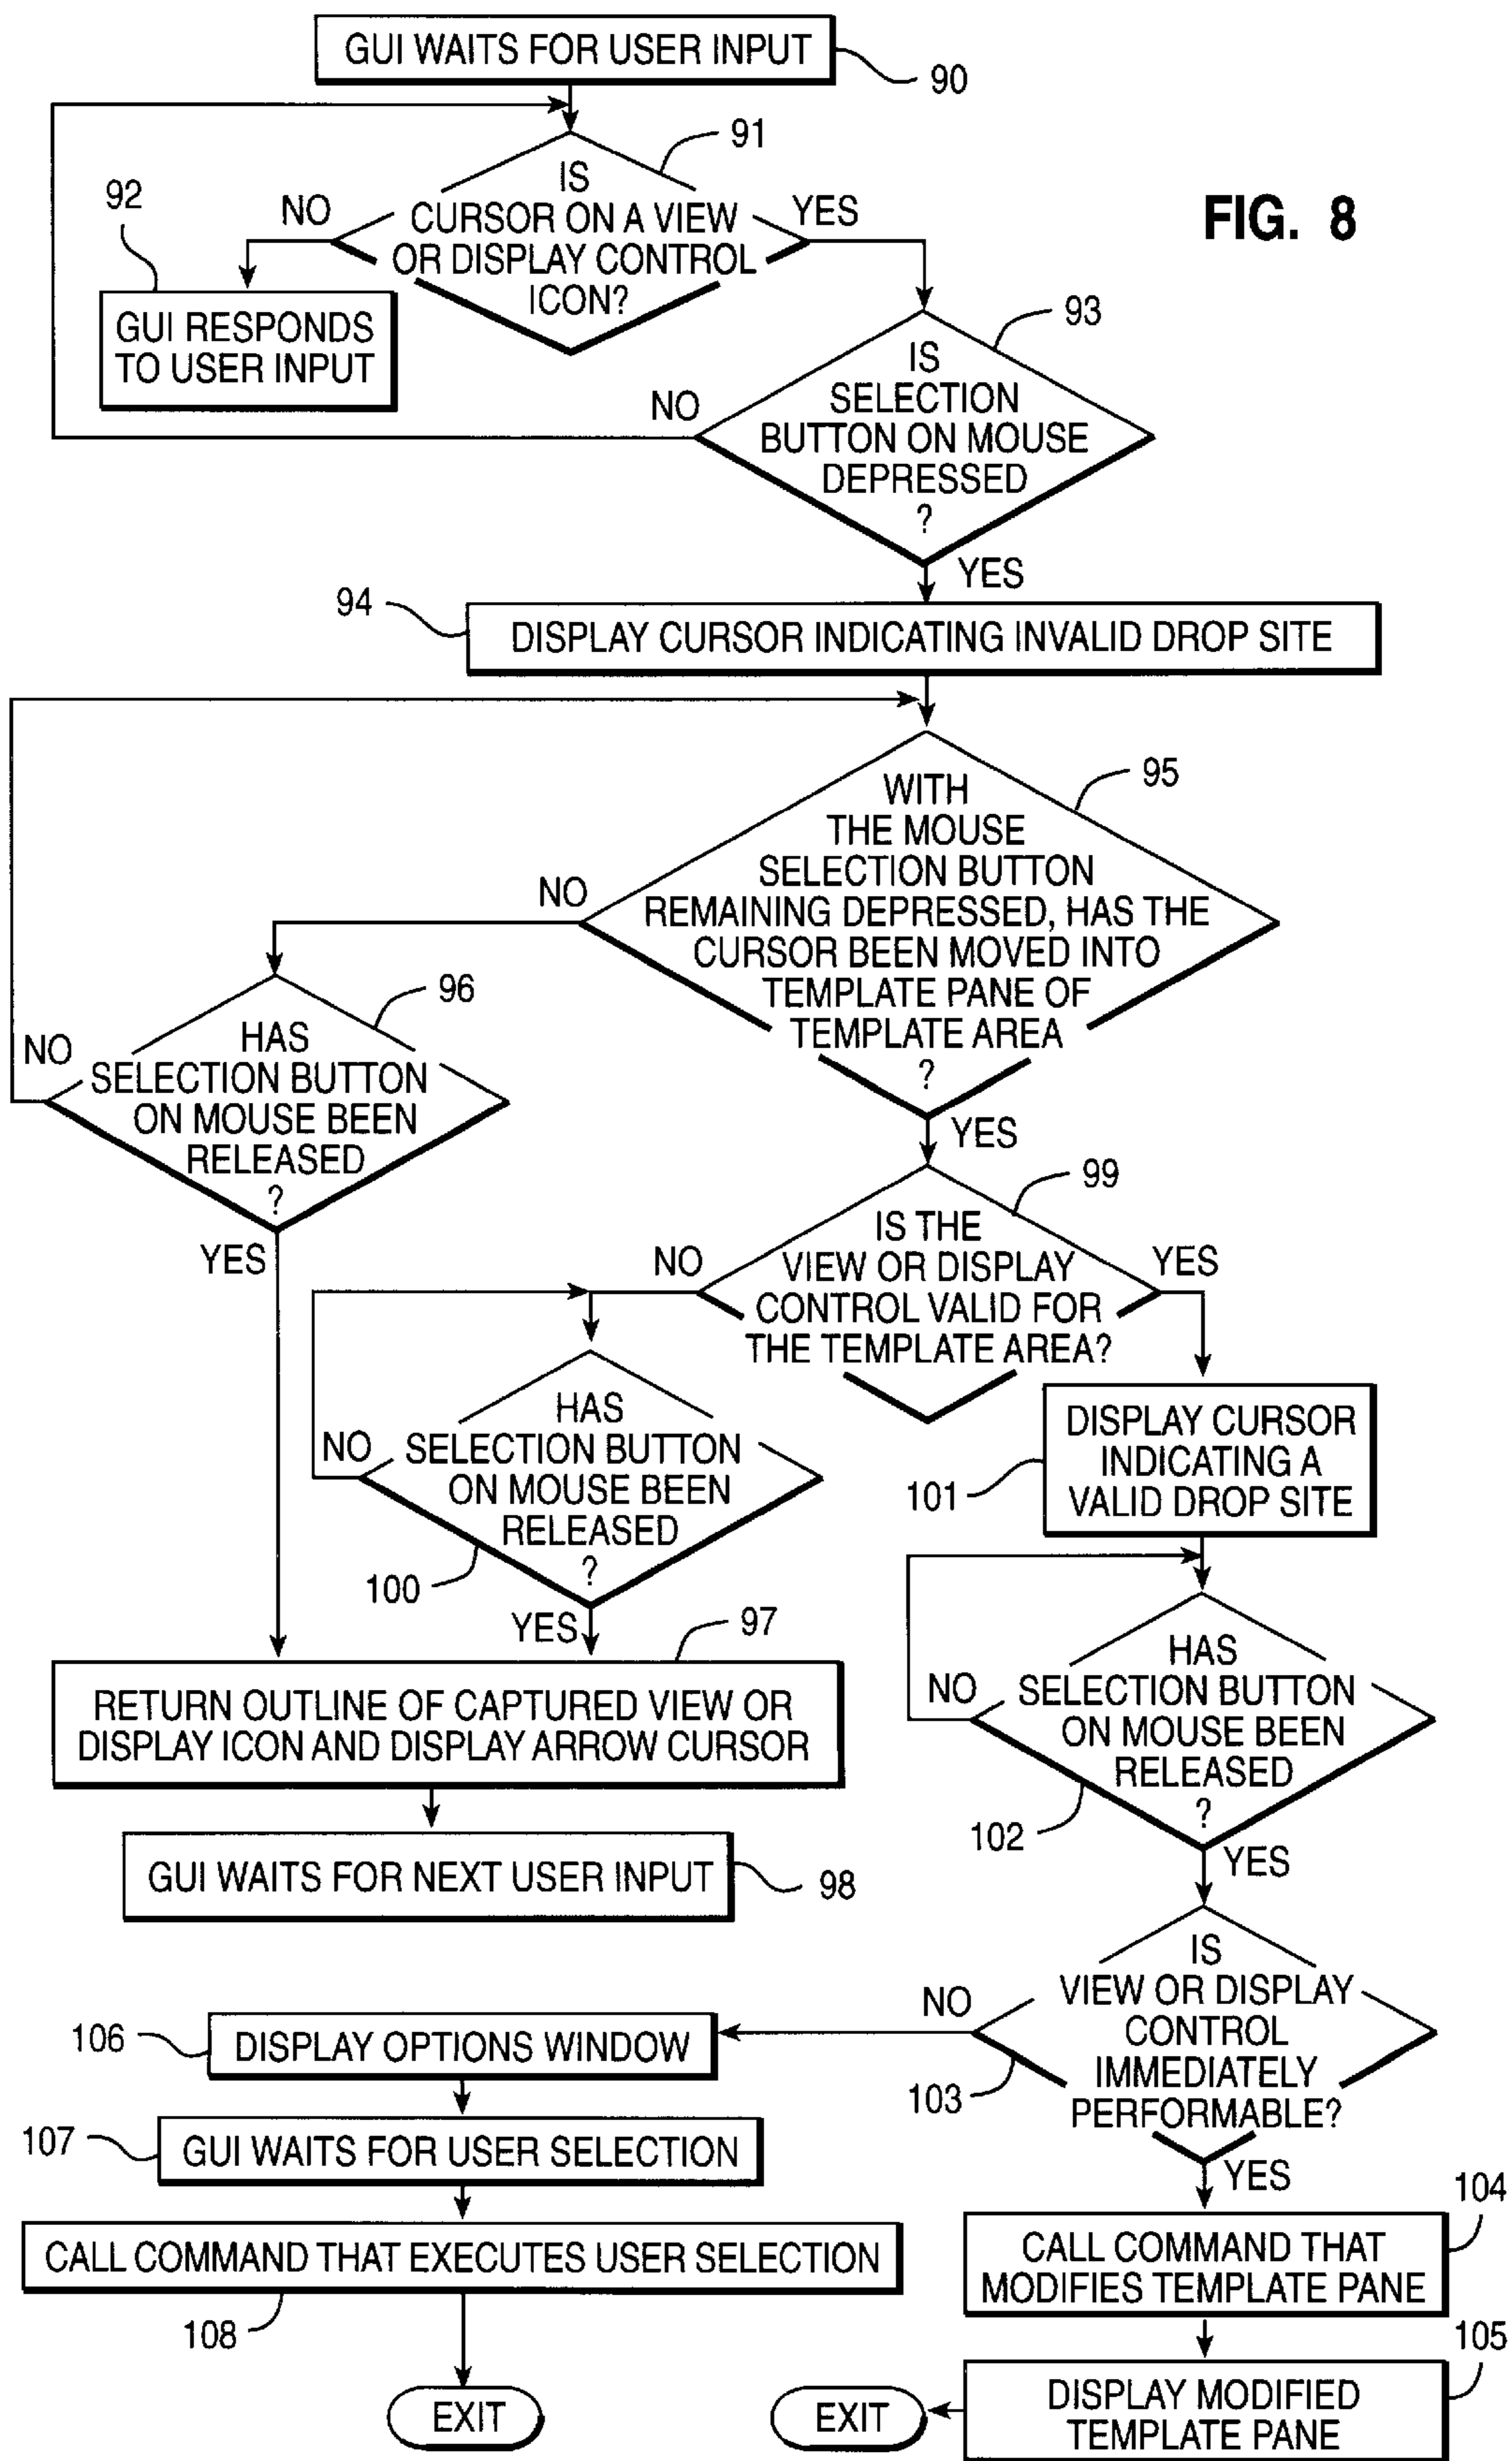 GUI WAITS FOR USER INPUT
90
91
IS
CURSOR ON A VIEW
OR DISPLAY CONTROL
ICON?
NO
YES
92
GUI RESPONDS
TO USER INPUT
FIG. 8
93
IS
SELECTION
BUTTON ON MOUSE
DEPRESSED
?
NO
YES
94
DISPLAY CURSOR INDICATING INVALID DROP SITE
95
WITH
THE MOUSE
SELECTION BUTTON
REMAINING DEPRESSED, HAS THE
CURSOR BEEN MOVED INTO
TEMPLATE PANE OF
TEMPLATE AREA
?
NO
YES
96
HAS
SELECTION BUTTON
ON MOUSE BEEN
RELEASED
?
NO
YES
99
IS THE
VIEW OR DISPLAY
CONTROL VALID FOR
THE TEMPLATE AREA?
NO
YES
HAS
SELECTION BUTTON
ON MOUSE BEEN
RELEASED
?
NO
100
YES
101
DISPLAY CURSOR
INDICATING A
VALID DROP SITE
97
RETURN OUTLINE OF CAPTURED VIEW OR
DISPLAY ICON AND DISPLAY ARROW CURSOR
GUI WAITS FOR NEXT USER INPUT
98
HAS
SELECTION BUTTON
ON MOUSE BEEN
RELEASED
?
NO
102
YES
IS
VIEW OR DISPLAY
CONTROL
IMMEDIATELY
PERFORMABLE?
NO
103
YES
106
DISPLAY OPTIONS WINDOW
107
GUI WAITS FOR USER SELECTION
CALL COMMAND THAT EXECUTES USER SELECTION
108
EXIT
104
CALL COMMAND THAT
MODIFIES TEMPLATE PANE
105
DISPLAY MODIFIED
TEMPLATE PANE
EXIT